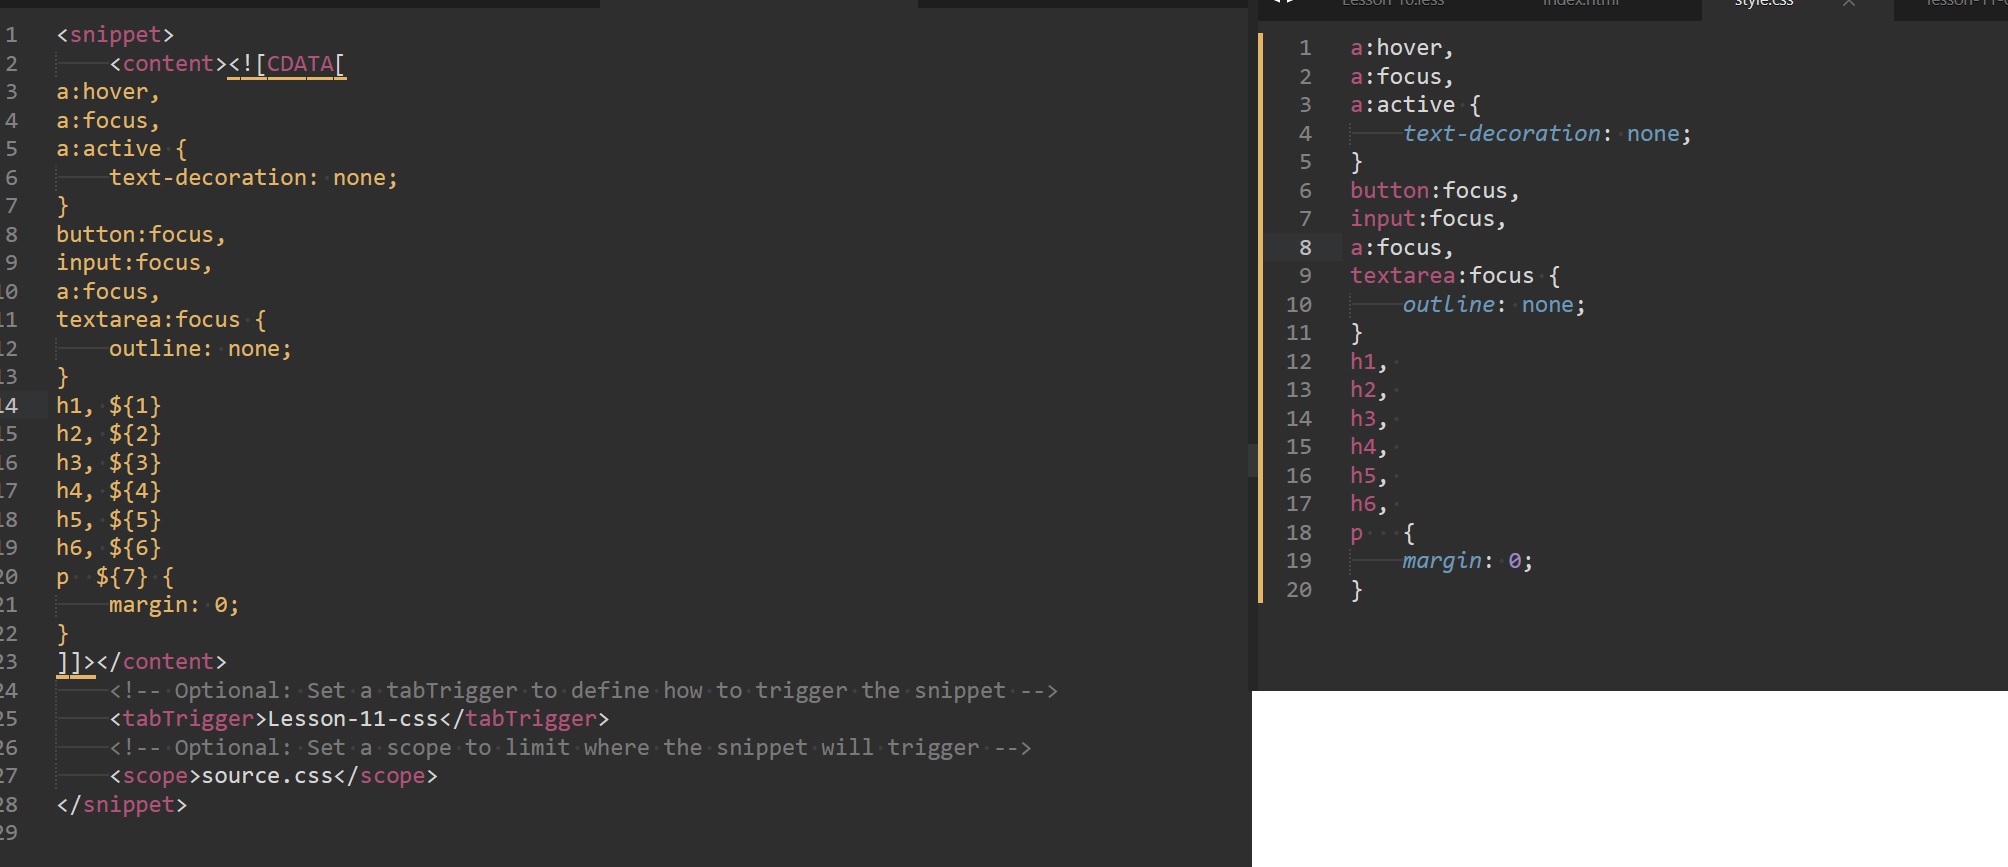 1 <snippet>
2 <content><![CDATA[
3 a:hover,
4 a:focus,
5 a:active {
6 text-decoration: none;
7 }
8 button:focus,
9 input:focus,
10 a:focus,
11 textarea:focus {
12 outline: none;
13 }
14 h1, ${1}
15 h2, ${2}
16 h3, ${3}
17 h4, ${4}
18 h5, ${5}
19 h6, ${6}
20 p  ${7} {
21 margin: 0;
22 }
23 ]]></content>
24 <!-- Optional: Set a tabTrigger to define how to trigger the snippet -->
25 <tabTrigger>Lesson-11-css</tabTrigger>
26 <!-- Optional: Set a scope to limit where the snippet will trigger -->
27 <scope>source.css</scope>
28 </snippet>
29
Lesson-10.less index.html style.css lesson-11-
1 a:hover,
2 a:focus,
3 a:active {
4 text-decoration: none;
5 }
6 button:focus,
7 input:focus,
8 a:focus,
9 textarea:focus {
10 outline: none;
11 }
12 h1,
13 h2,
14 h3,
15 h4,
16 h5,
17 h6,
18 p   {
19 margin: 0;
20 }